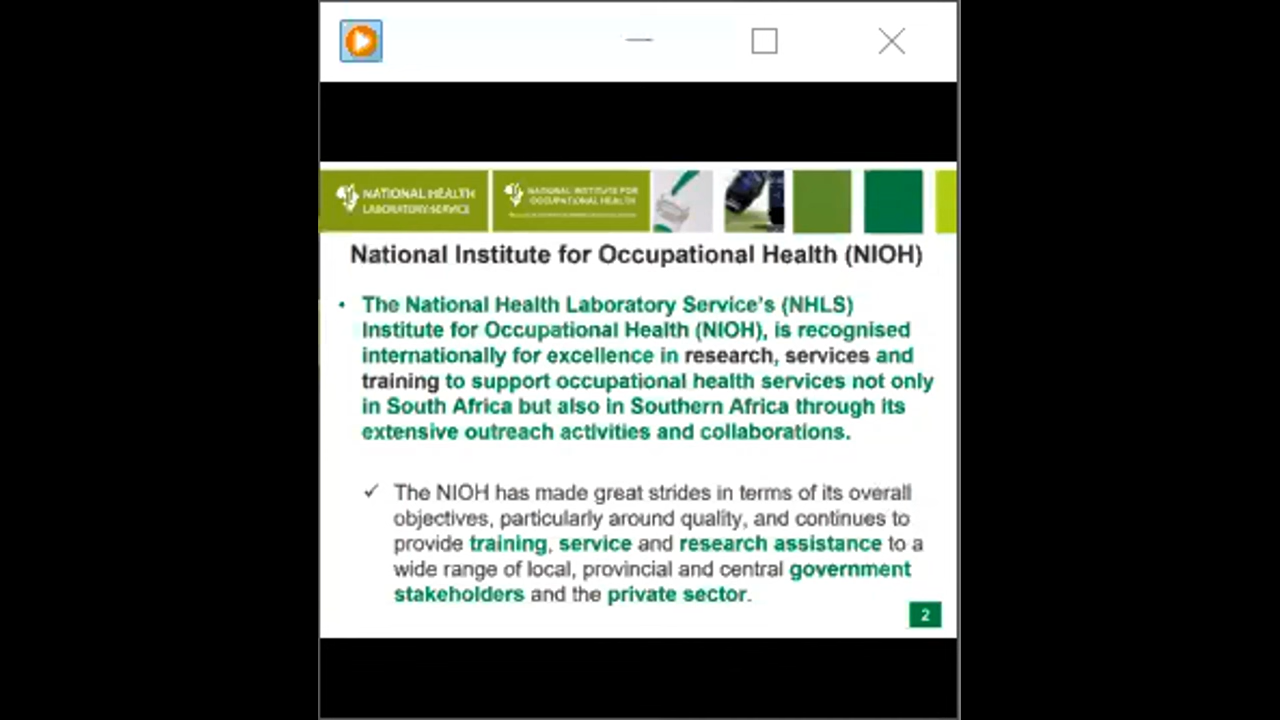 NATIONAL HEALTH
LABORATORY SERVICE
NATIONAL INSTITUTE FOR
OCCUPATIONAL HEALTH
National Institute for Occupational Health (NIOH)
• The National Health Laboratory Service's (NHLS)
Institute for Occupational Health (NIOH), is recognised
internationally for excellence in research, services and
training to support occupational health services not only
in South Africa but also in Southern Africa through its
extensive outreach activities and collaborations.
✓ The NIOH has made great strides in terms of its overall
objectives, particularly around quality, and continues to
provide training, service and research assistance to a
wide range of local, provincial and central government
stakeholders and the private sector.
2